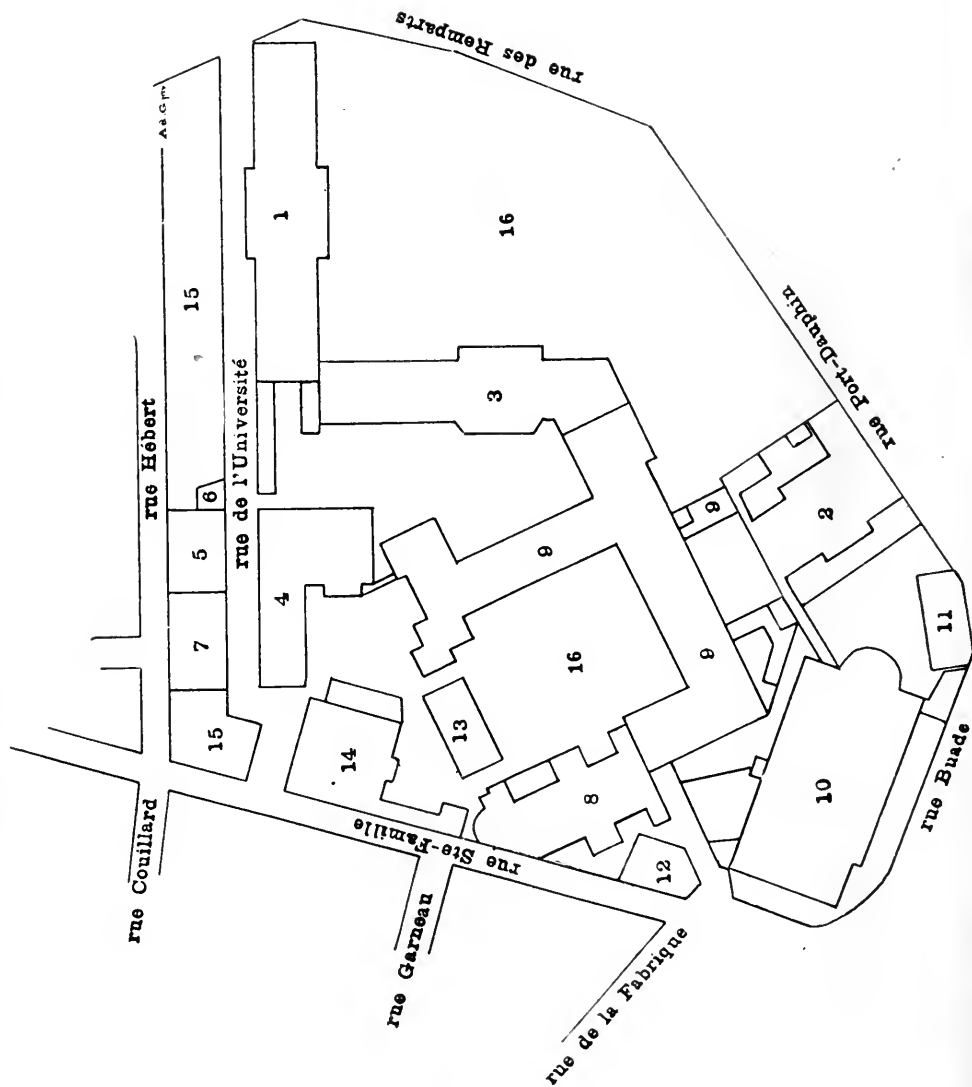 rue des Remparts
A.d.G.
1
16
15
rue Hébert
rue de l'Université
3
rue Port-Dauphin
6
5
9
2
4
9
7
9
11
16
13
15
14
8
10
rue Buade
rue Couillard
rue Ste-Famille
12
rue Garneau
rue de la Fabrique